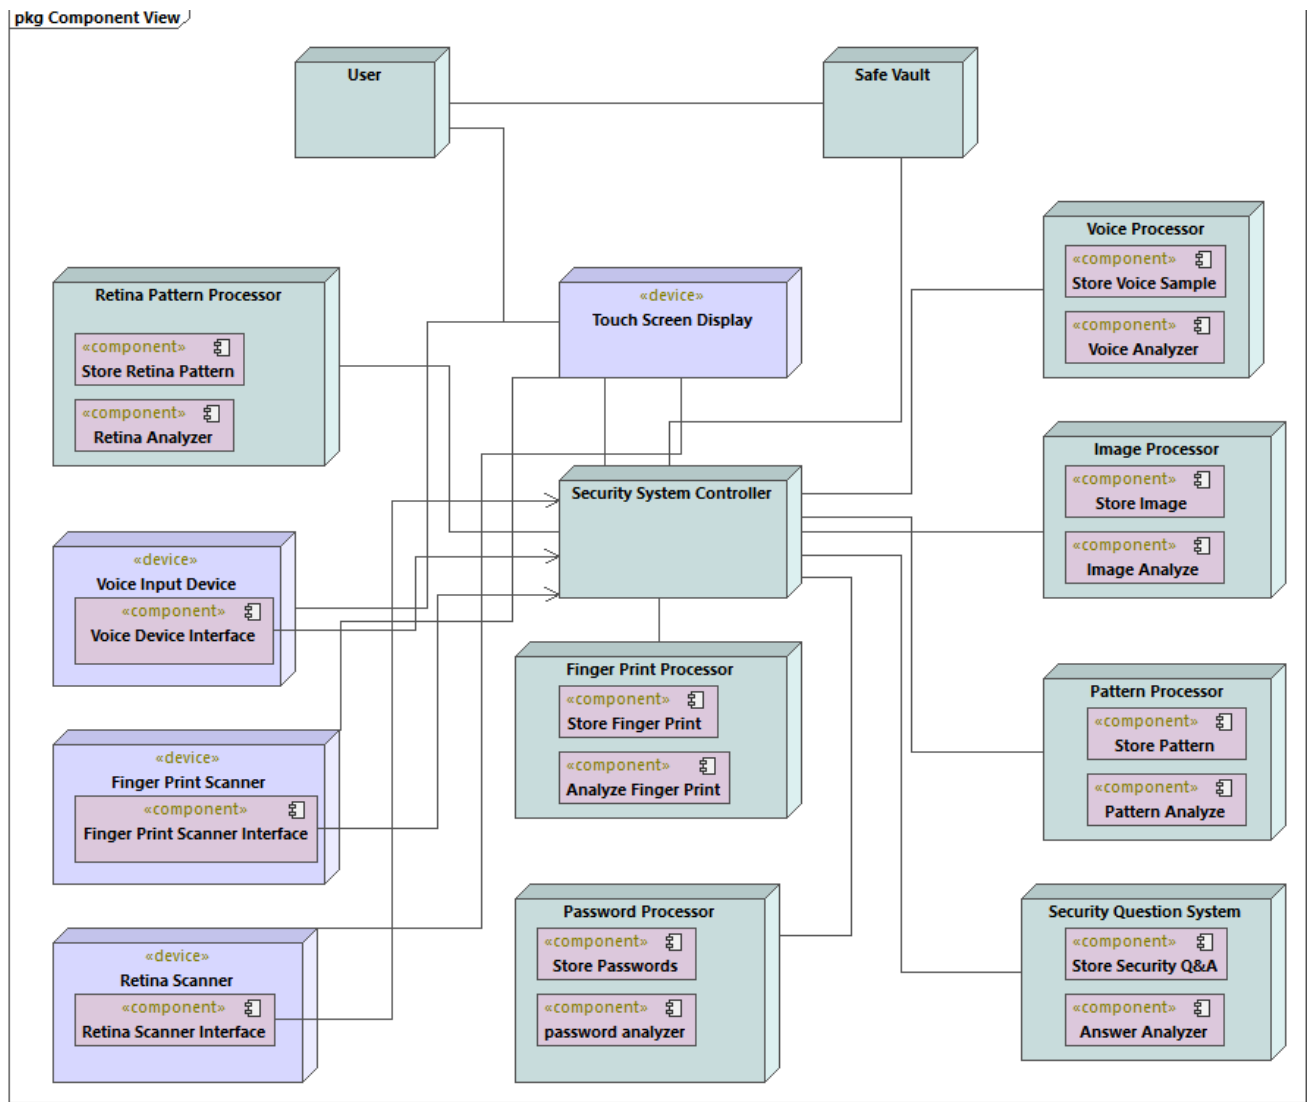 pkg Component View
User
Safe Vault
Voice Processor
«component»
Store Voice Sample
«component»
Voice Analyzer
Retina Pattern Processor
«component»
Store Retina Pattern
«component»
Retina Analyzer
«device»
Touch Screen Display
Image Processor
«component»
Store Image
«component»
Image Analyze
Security System Controller
«device»
Voice Input Device
«component»
Voice Device Interface
Finger Print Processor
«component»
Store Finger Print
«component»
Analyze Finger Print
Pattern Processor
«component»
Store Pattern
«component»
Pattern Analyze
«device»
Finger Print Scanner
«component»
Finger Print Scanner Interface
Password Processor
«component»
Store Passwords
«component»
password analyzer
Security Question System
«component»
Store Security Q&A
«component»
Answer Analyzer
«device»
Retina Scanner
«component»
Retina Scanner Interface